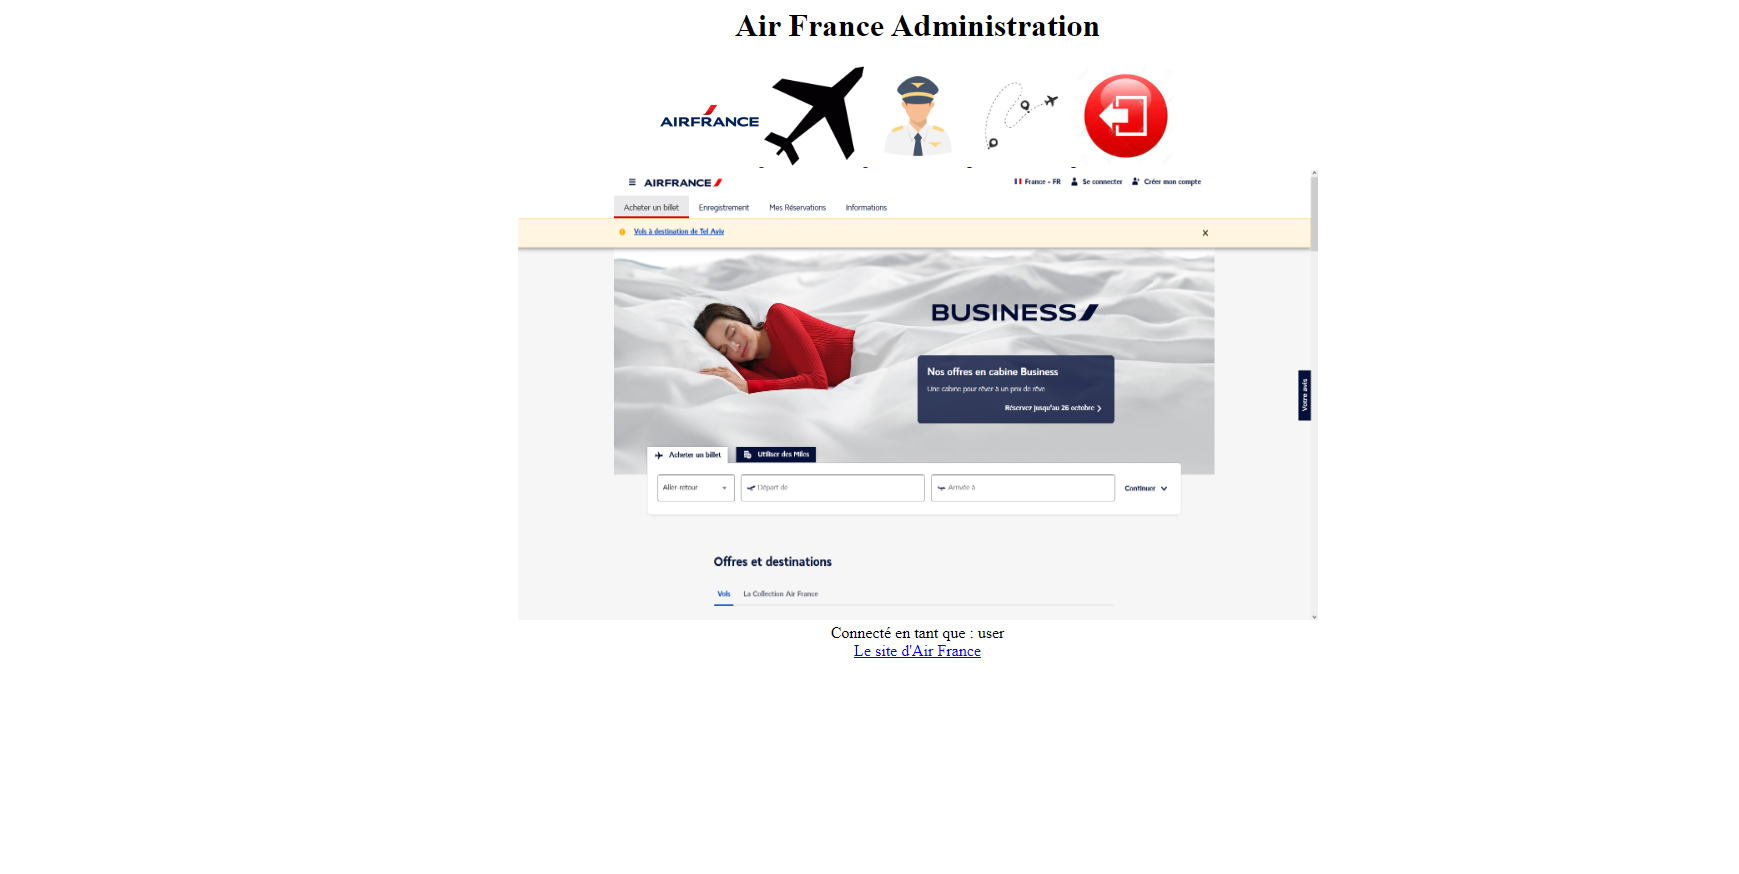 Air France Administration
AIRFRANCE
AIRFRANCE
France - FR Se connecter Créer mon compte
Acheter un billet Enregistrement Mes Réservations Informations
Vols à destination de Tel Aviv X
BUSINESS
Nos offres en cabine Business
Une cabine pour rêver à un prix de rêve
Réservez jusqu'au 26 octobre
Votre avis
Acheter un billet Utiliser des Miles
Aller-retour Départ de Arrivée à Continuer
Offres et destinations
Vols La Collection Air France
Connecté en tant que : user
Le site d'Air France